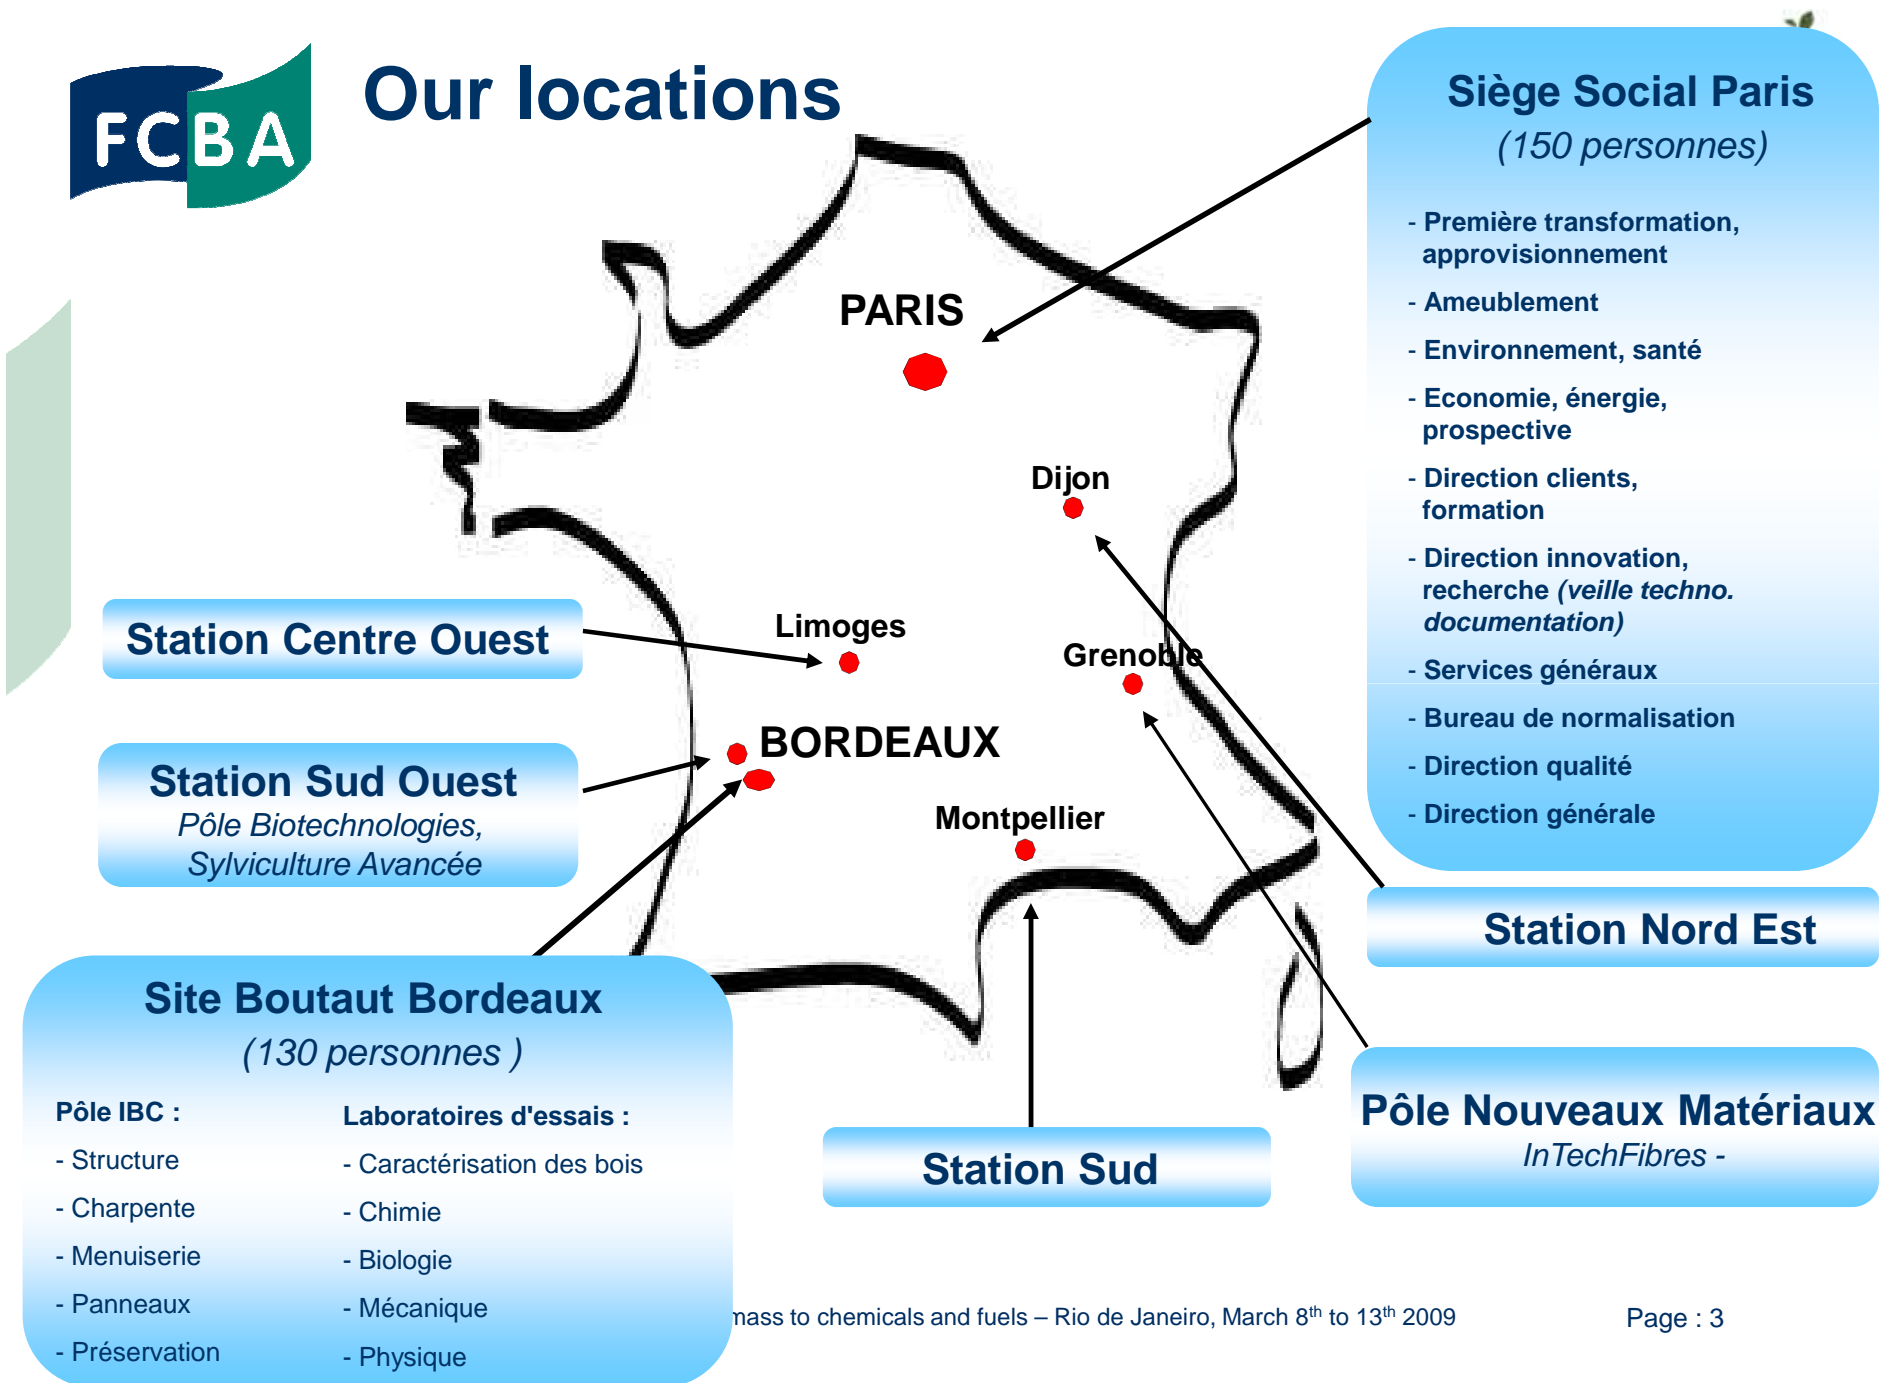 FCBA
Our locations
Siège Social Paris
(150 personnes)
- Première transformation,
approvisionnement
- Ameublement
- Environnement, santé
- Economie, énergie,
prospective
- Direction clients,
formation
- Direction innovation,
recherche (veille techno.
documentation)
- Services généraux
- Bureau de normalisation
- Direction qualité
- Direction générale
PARIS
Dijon
Limoges
Grenoble
BORDEAUX
Montpellier
Station Centre Ouest
Station Sud Ouest
Pôle Biotechnologies,
Sylviculture Avancée
Station Nord Est
Site Boutaut Bordeaux
(130 personnes )
Pôle IBC :
- Structure
- Charpente
- Menuiserie
- Panneaux
- Préservation
Laboratoires d'essais :
- Caractérisation des bois
- Chimie
- Biologie
- Mécanique
- Physique
Station Sud
Pôle Nouveaux Matériaux
InTechFibres -
to chemicals and fuels – Rio de Janeiro, March 8th to 13th 2009
Page : 3